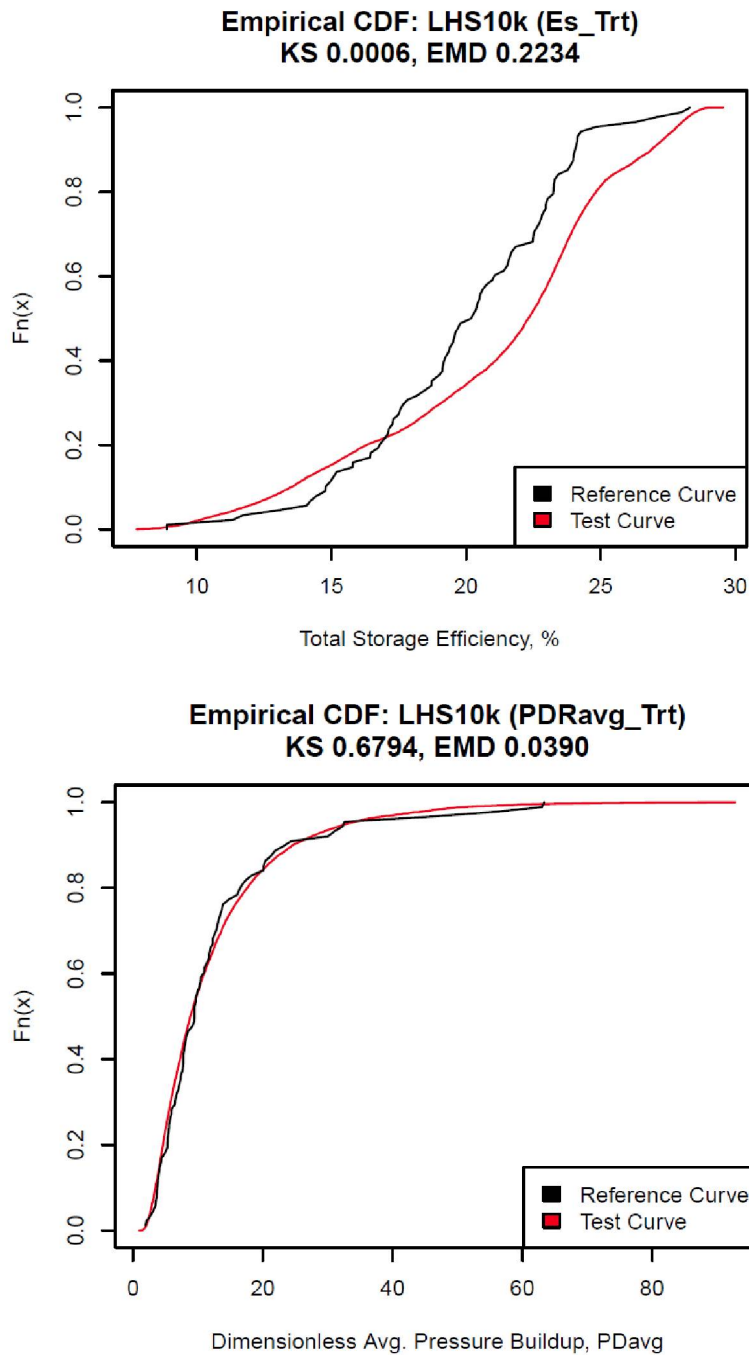 Empirical CDF: LHS10k (Es_Trt)
KS 0.0006, EMD 0.2234
Fn(x)
1.0
0.8
0.6
0.4
0.2
0.0
Reference Curve
Test Curve
10 15 20 25 30
Total Storage Efficiency, %
Empirical CDF: LHS10k (PDRavg_Trt)
KS 0.6794, EMD 0.0390
Fn(x)
1.0
0.8
0.6
0.4
0.2
0.0
Reference Curve
Test Curve
0 20 40 60 80
Dimensionless Avg. Pressure Buildup, PDavg